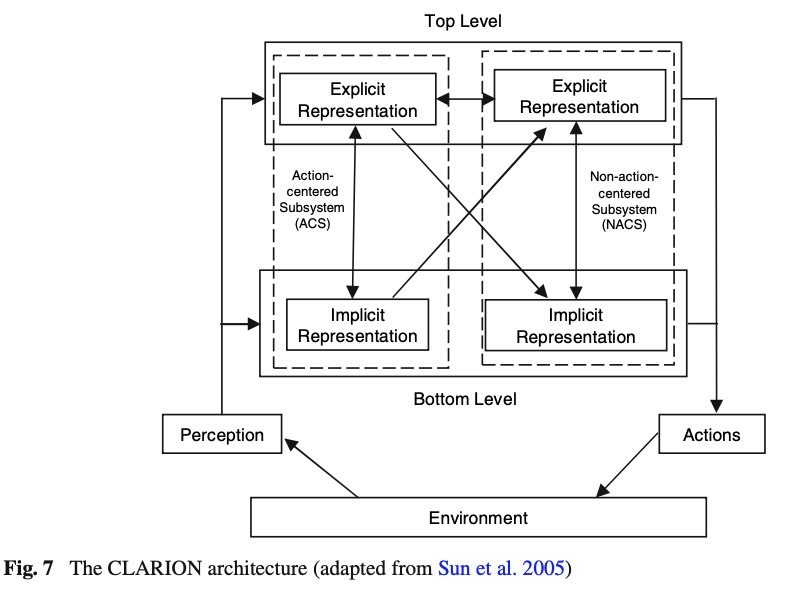 Top Level
Explicit
Representation
Explicit
Representation
Action-
centered
Subsystem
(ACS)
Non-action-
centered
Subsystem
(NACS)
Implicit
Representation
Implicit
Representation
Bottom Level
Perception
Actions
Environment
Fig. 7 The CLARION architecture (adapted from Sun et al. 2005)